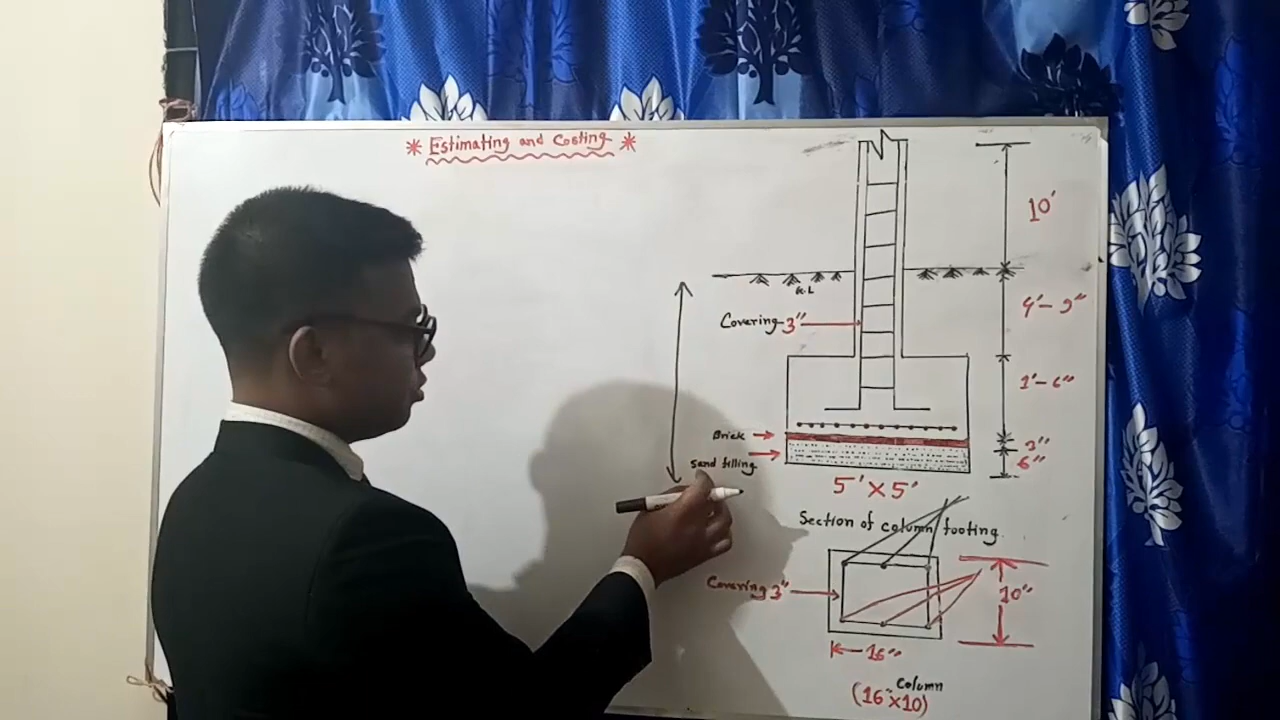 * Estimating and Costing *
10'
G.L
Covering-3"
4'-9"
1'-6"
Brick
3"
Sand filling
6"
5'X5'
Section of column footing
Covering 3"
10"
16"
Column
(16"x10)